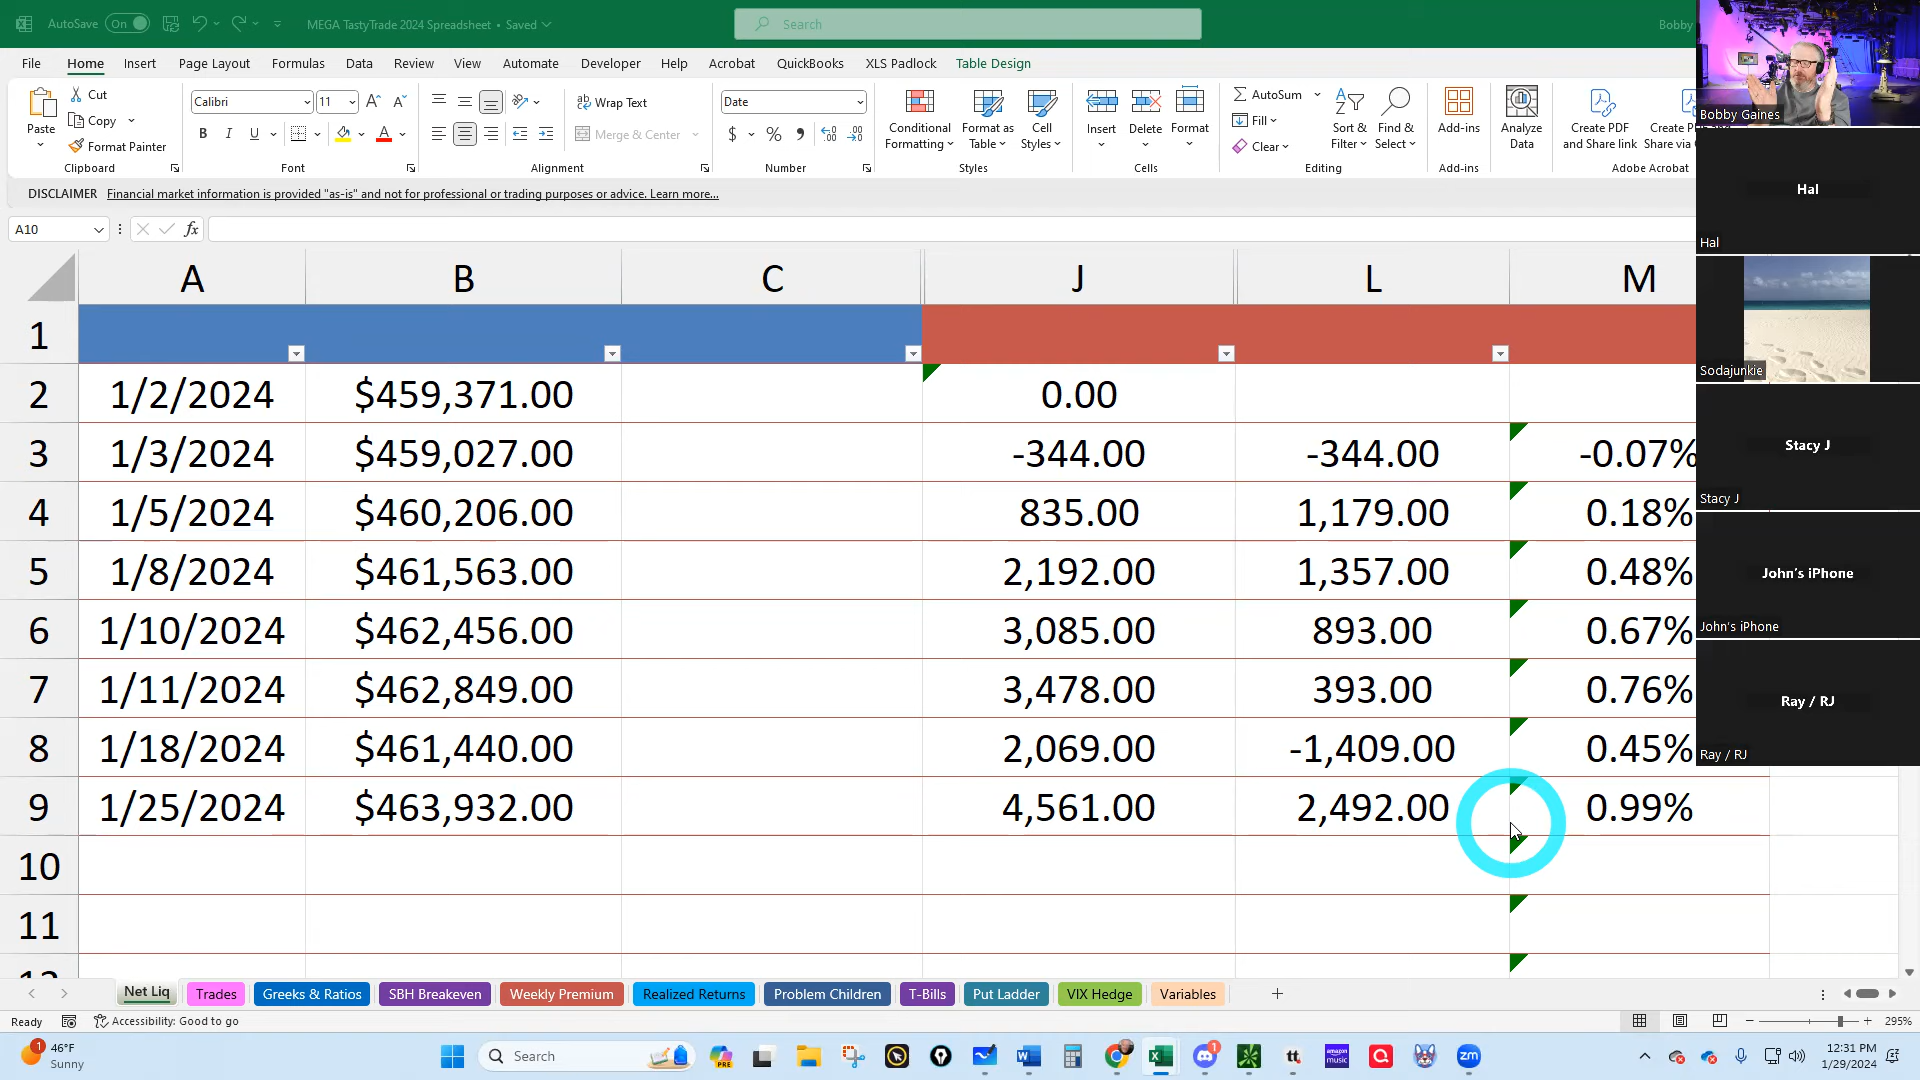 AutoSave On MEGA TastyTrade 2024 Spreadsheet • Saved Search Bobby
File Home Insert Page Layout Formulas Data Review View Automate Developer Help Acrobat QuickBooks XLS Padlock Table Design
Paste Cut Copy Format Painter Clipboard
Calibri 11 B I U A Font
Wrap Text Merge & Center Alignment
Date $ % Number
Conditional Formatting Format as Table Cell Styles Styles
Insert Delete Format Cells
AutoSum Fill Clear Sort & Filter Find & Select Editing
Add-ins Add-ins
Analyze Data
Create PDF and Share link Adobe Acrobat
DISCLAIMER Financial market information is provided "as-is" and not for professional or trading purposes or advice. Learn more...
A10 fx
A B C J L M
1
2 1/2/2024 $459,371.00 0.00
3 1/3/2024 $459,027.00 -344.00 -344.00 -0.07%
4 1/5/2024 $460,206.00 835.00 1,179.00 0.18%
5 1/8/2024 $461,563.00 2,192.00 1,357.00 0.48%
6 1/10/2024 $462,456.00 3,085.00 893.00 0.67%
7 1/11/2024 $462,849.00 3,478.00 393.00 0.76%
8 1/18/2024 $461,440.00 2,069.00 -1,409.00 0.45%
9 1/25/2024 $463,932.00 4,561.00 2,492.00 0.99%
10
11
Bobby Gaines
Hal
Hal
Sodajunkie
Stacy J
Stacy J
John's iPhone
John's iPhone
Ray / RJ
Ray / RJ
Net Liq Trades Greeks & Ratios SBH Breakeven Weekly Premium Realized Returns Problem Children T-Bills Put Ladder VIX Hedge Variables
Ready Accessibility: Good to go 295%
1 46°F
Sunny
Search PRE tt amazon music zm
12:31 PM
1/29/2024